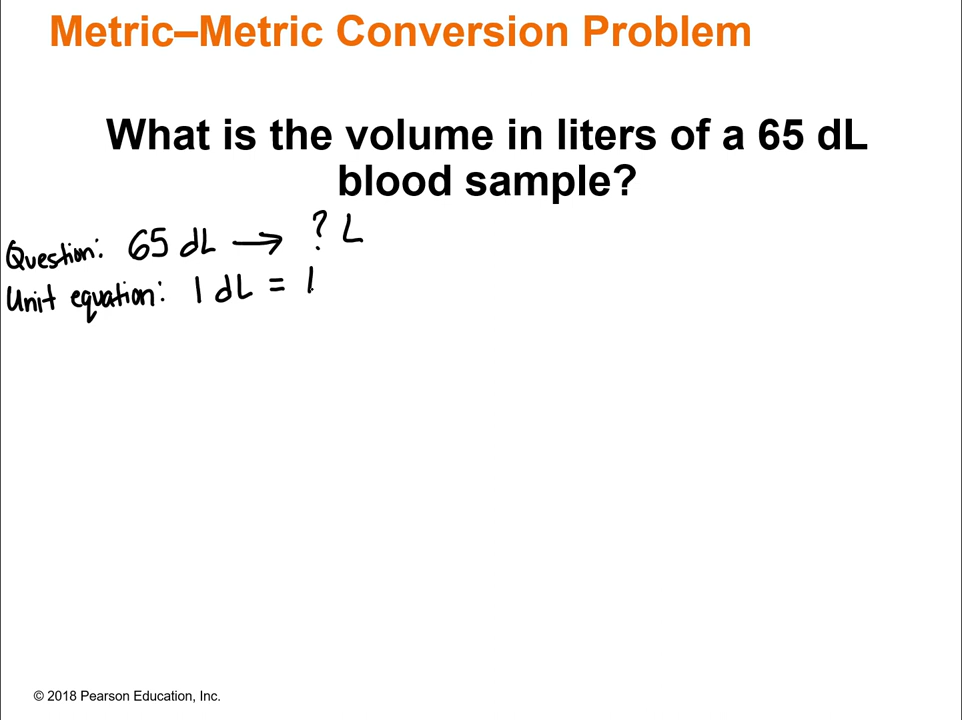 Metric–Metric Conversion Problem
What is the volume in liters of a 65 dL
blood sample?
Question: 65 dL → ? L
Unit equation: 1 dL = 1
© 2018 Pearson Education, Inc.